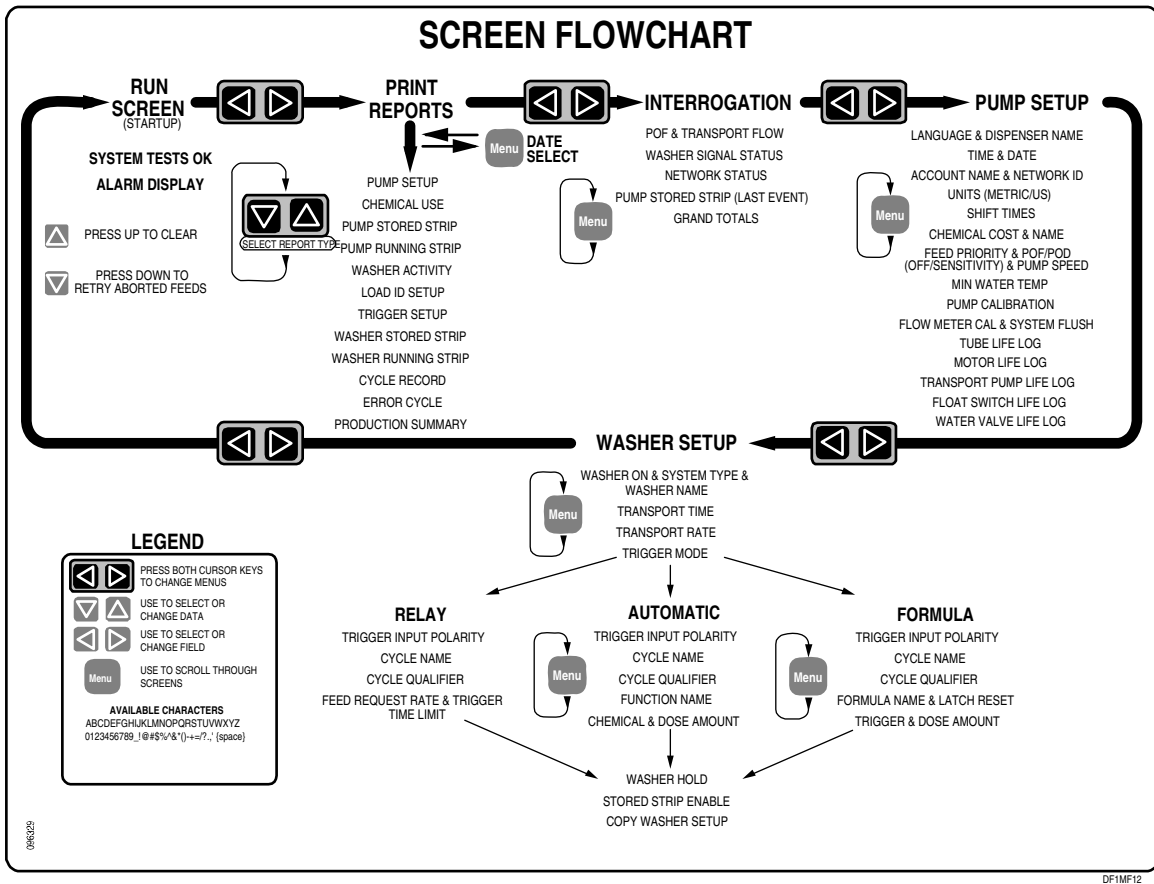 SCREEN FLOWCHART
RUN
SCREEN
(STARTUP)
SYSTEM TESTS OK
ALARM DISPLAY
PRESS UP TO CLEAR
PRESS DOWN TO
RETRY ABORTED FEEDS
SELECT REPORT TYPE
PRINT
REPORTS
Menu
DATE
SELECT
PUMP SETUP
CHEMICAL USE
PUMP STORED STRIP
PUMP RUNNING STRIP
WASHER ACTIVITY
LOAD ID SETUP
TRIGGER SETUP
WASHER STORED STRIP
WASHER RUNNING STRIP
CYCLE RECORD
ERROR CYCLE
PRODUCTION SUMMARY
INTERROGATION
POF & TRANSPORT FLOW
WASHER SIGNAL STATUS
NETWORK STATUS
PUMP STORED STRIP (LAST EVENT)
GRAND TOTALS
Menu
PUMP SETUP
LANGUAGE & DISPENSER NAME
TIME & DATE
ACCOUNT NAME & NETWORK ID
UNITS (METRIC/US)
SHIFT TIMES
CHEMICAL COST & NAME
FEED PRIORITY & POF/POD
(OFF/SENSITIVITY) & PUMP SPEED
MIN WATER TEMP
PUMP CALIBRATION
FLOW METER CAL & SYSTEM FLUSH
TUBE LIFE LOG
MOTOR LIFE LOG
TRANSPORT PUMP LIFE LOG
FLOAT SWITCH LIFE LOG
WATER VALVE LIFE LOG
Menu
WASHER SETUP
WASHER ON & SYSTEM TYPE &
WASHER NAME
TRANSPORT TIME
TRANSPORT RATE
TRIGGER MODE
Menu
RELAY
TRIGGER INPUT POLARITY
CYCLE NAME
CYCLE QUALIFIER
FEED REQUEST RATE & TRIGGER
TIME LIMIT
AUTOMATIC
TRIGGER INPUT POLARITY
CYCLE NAME
CYCLE QUALIFIER
FUNCTION NAME
CHEMICAL & DOSE AMOUNT
Menu
FORMULA
TRIGGER INPUT POLARITY
CYCLE NAME
CYCLE QUALIFIER
FORMULA NAME & LATCH RESET
TRIGGER & DOSE AMOUNT
Menu
WASHER HOLD
STORED STRIP ENABLE
COPY WASHER SETUP
LEGEND
PRESS BOTH CURSOR KEYS
TO CHANGE MENUS
USE TO SELECT OR
CHANGE DATA
USE TO SELECT OR
CHANGE FIELD
Menu
USE TO SCROLL THROUGH
SCREENS
AVAILABLE CHARACTERS
ABCDEFGHIJKLMNOPQRSTUVWXYZ
0123456789_!@#$%^&*()-+=/?.,' {space}
096329
DF1MF12